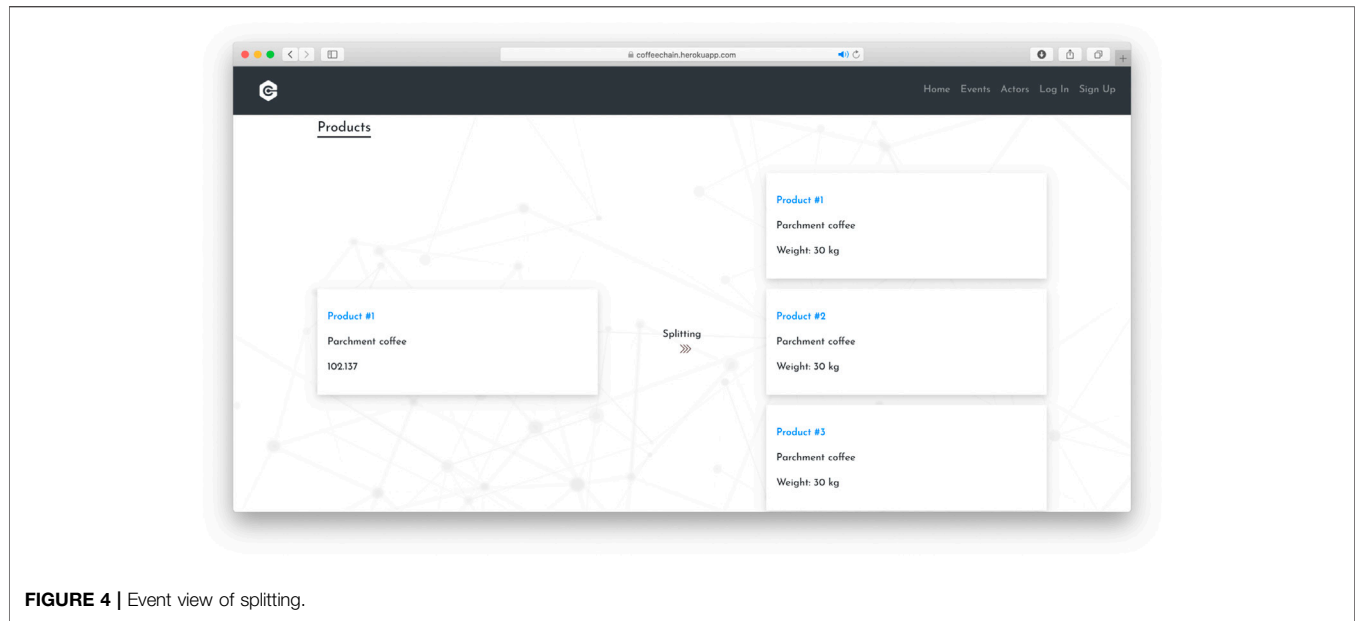 coffeechain.herokuapp.com
Home Events Actors Log In Sign Up
Products
Product #1
Parchment coffee
102.137
Splitting
Product #1
Parchment coffee
Weight: 30 kg
Product #2
Parchment coffee
Weight: 30 kg
Product #3
Parchment coffee
Weight: 30 kg
FIGURE 4 | Event view of splitting.